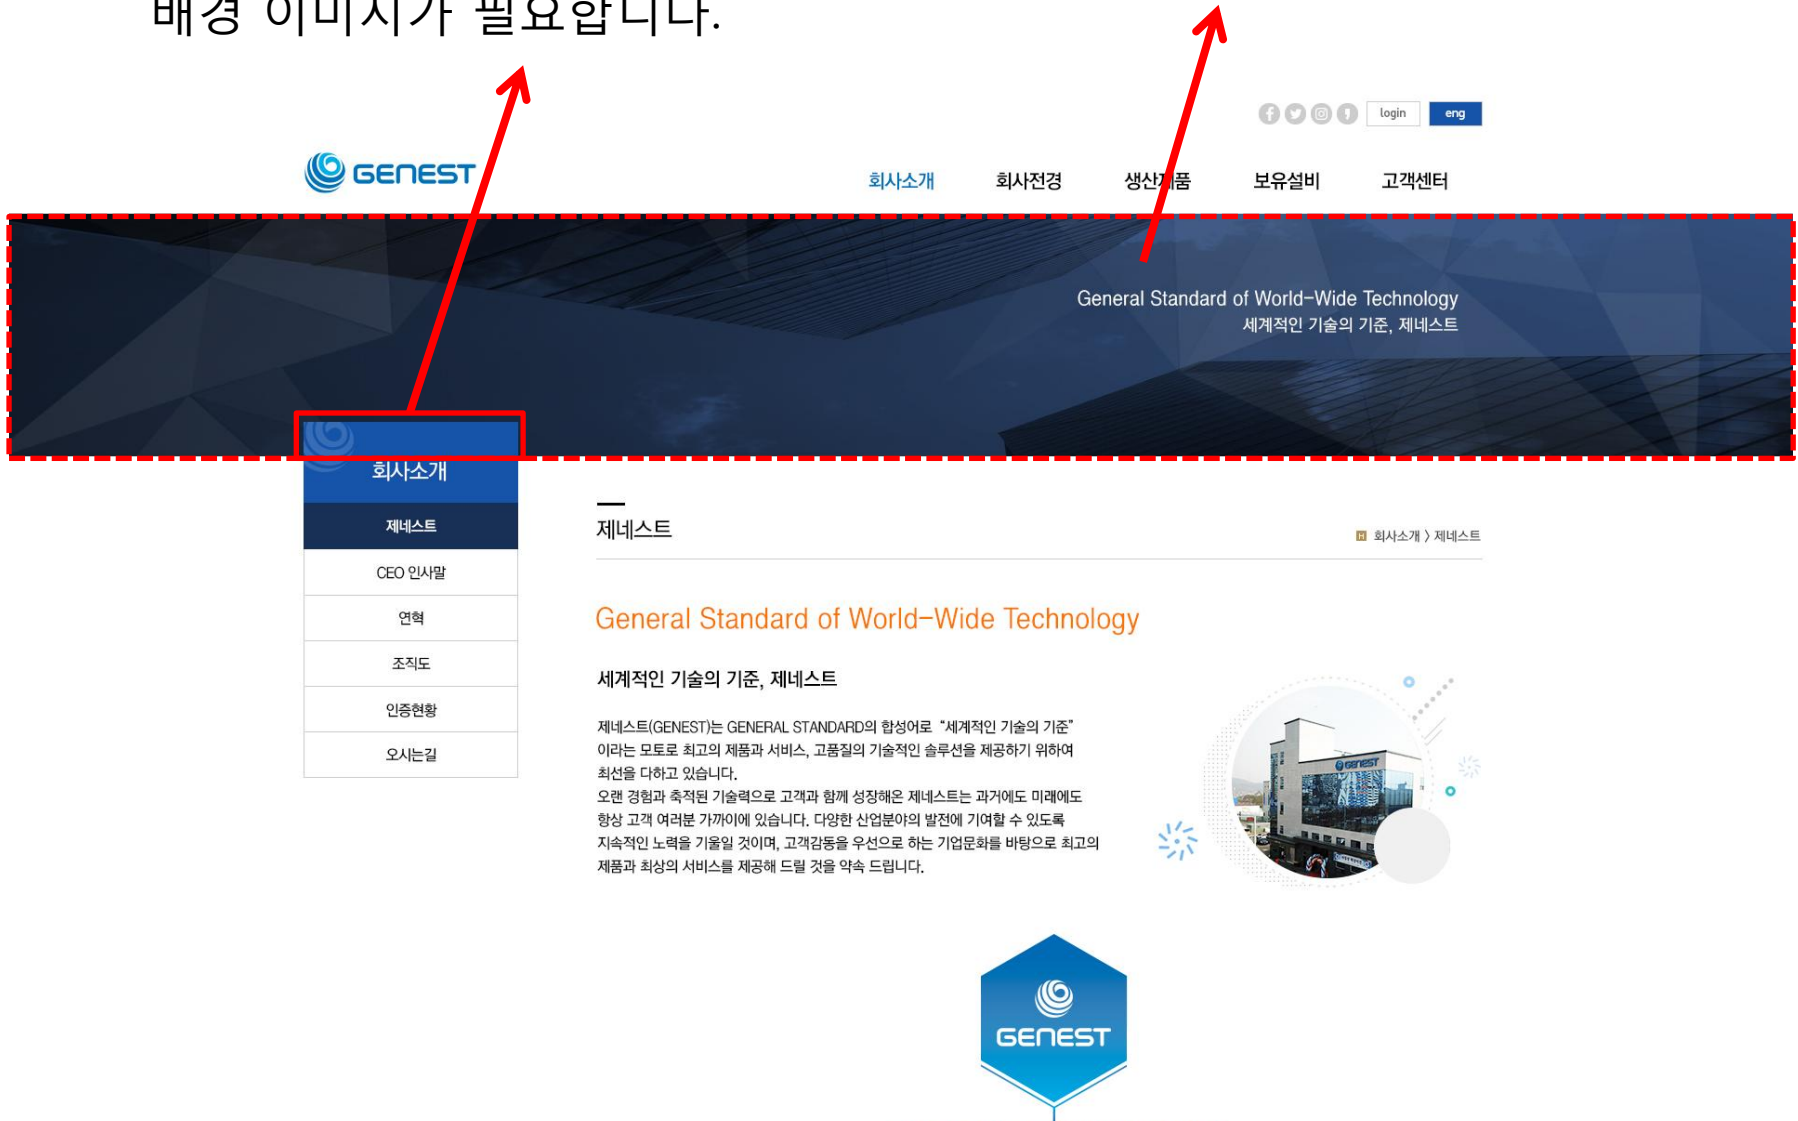 배경 이미지가 필요합니다.
login
eng
GENEST
회사소개
회사전경
생산제품
보유설비
고객센터
General Standard of World-Wide Technology
세계적인 기술의 기준, 제네스트
회사소개
제네스트
CEO 인사말
연혁
조직도
인증현황
오시는길
제네스트
H 회사소개 > 제네스트
General Standard of World-Wide Technology
세계적인 기술의 기준, 제네스트
제네스트(GENEST)는 GENERAL STANDARD의 합성어로 “세계적인 기술의 기준”
이라는 모토로 최고의 제품과 서비스, 고품질의 기술적인 솔루션을 제공하기 위하여
최선을 다하고 있습니다.
오랜 경험과 축적된 기술력으로 고객과 함께 성장해온 제네스트는 과거에도 미래에도
항상 고객 여러분 가까이에 있습니다. 다양한 산업분야의 발전에 기여할 수 있도록
지속적인 노력을 기울일 것이며, 고객감동을 우선으로 하는 기업문화를 바탕으로 최고의
제품과 최상의 서비스를 제공해 드릴 것을 약속 드립니다.
GENEST
GENEST